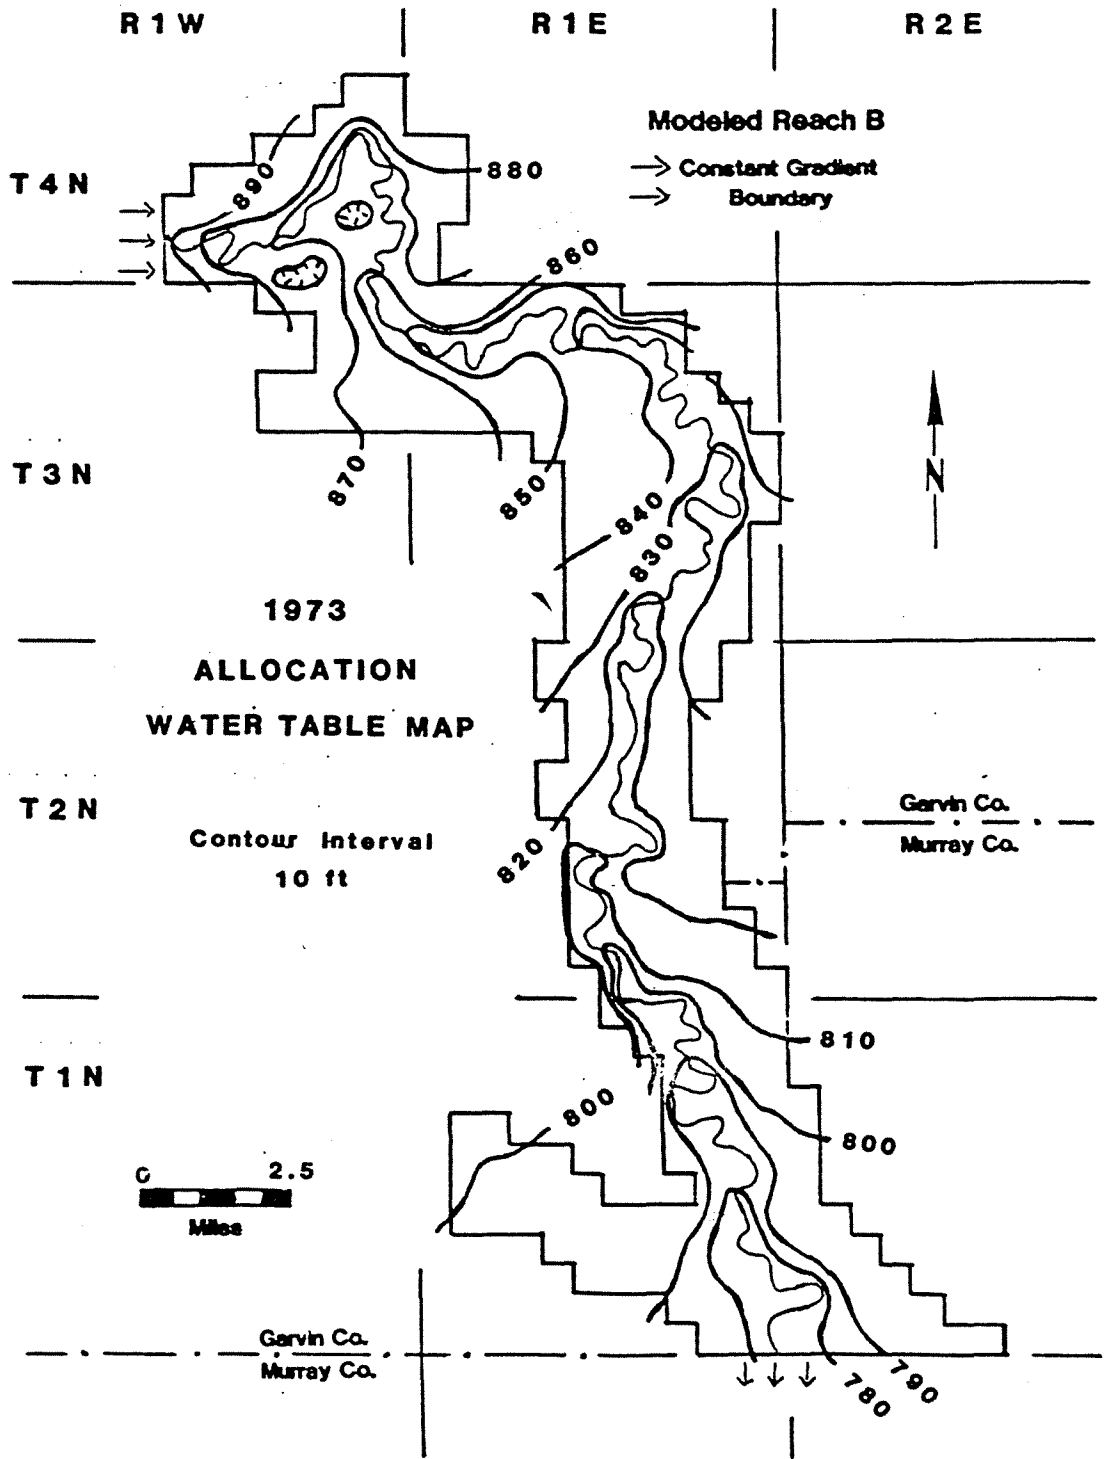 R1W R1E R2E
Modeled Reach B
Constant Gradient
Boundary
T4N
890
880
860
T3N
870
850
840
830
N
1973
ALLOCATION
WATER TABLE MAP
T2N
Contour Interval
10 ft
Garvin Co.
Murray Co.
820
810
T1N
800
800
0 2.5
Miles
Garvin Co.
Murray Co.
790
780